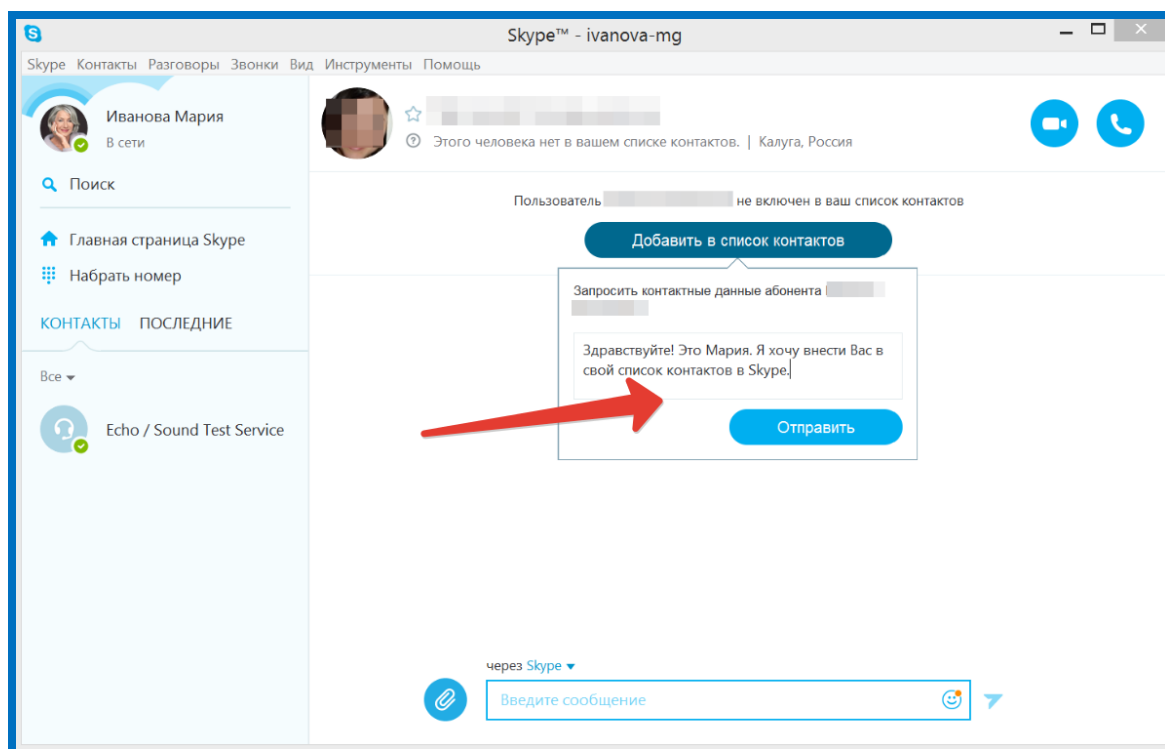 Skype™ - ivanova-mg
Skype Контакты Разговоры Звонки Вид Инструменты Помощь
Иванова Мария
В сети
Поиск
Главная страница Skype
Набрать номер
КОНТАКТЫ ПОСЛЕДНИЕ
Все
Echo / Sound Test Service
Этого человека нет в вашем списке контактов. | Калуга, Россия
Пользователь не включен в ваш список контактов
Добавить в список контактов
Запросить контактные данные абонента
Здравствуйте! Это Мария. Я хочу внести Вас в
свой список контактов в Skype.
Отправить
через Skype
Введите сообщение